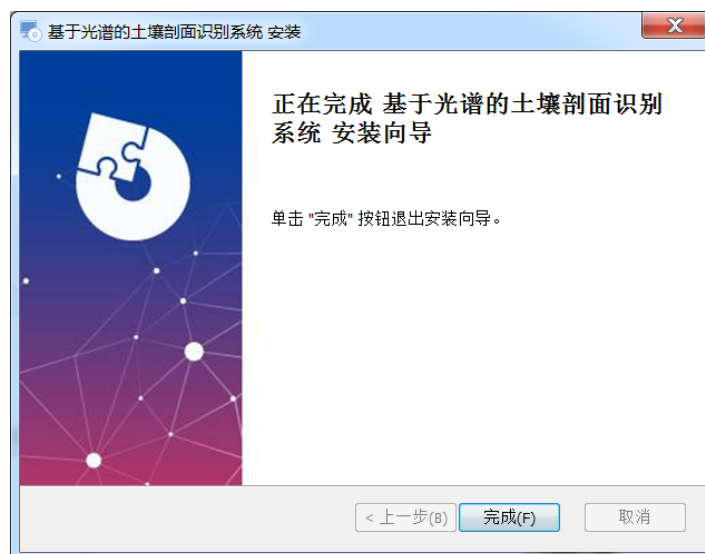 基于光谱的土壤剖面识别系统 安装
正在完成 基于光谱的土壤剖面识别
系统 安装向导
单击 "完成" 按钮退出安装向导。
< 上一步(B)
完成(F)
取消